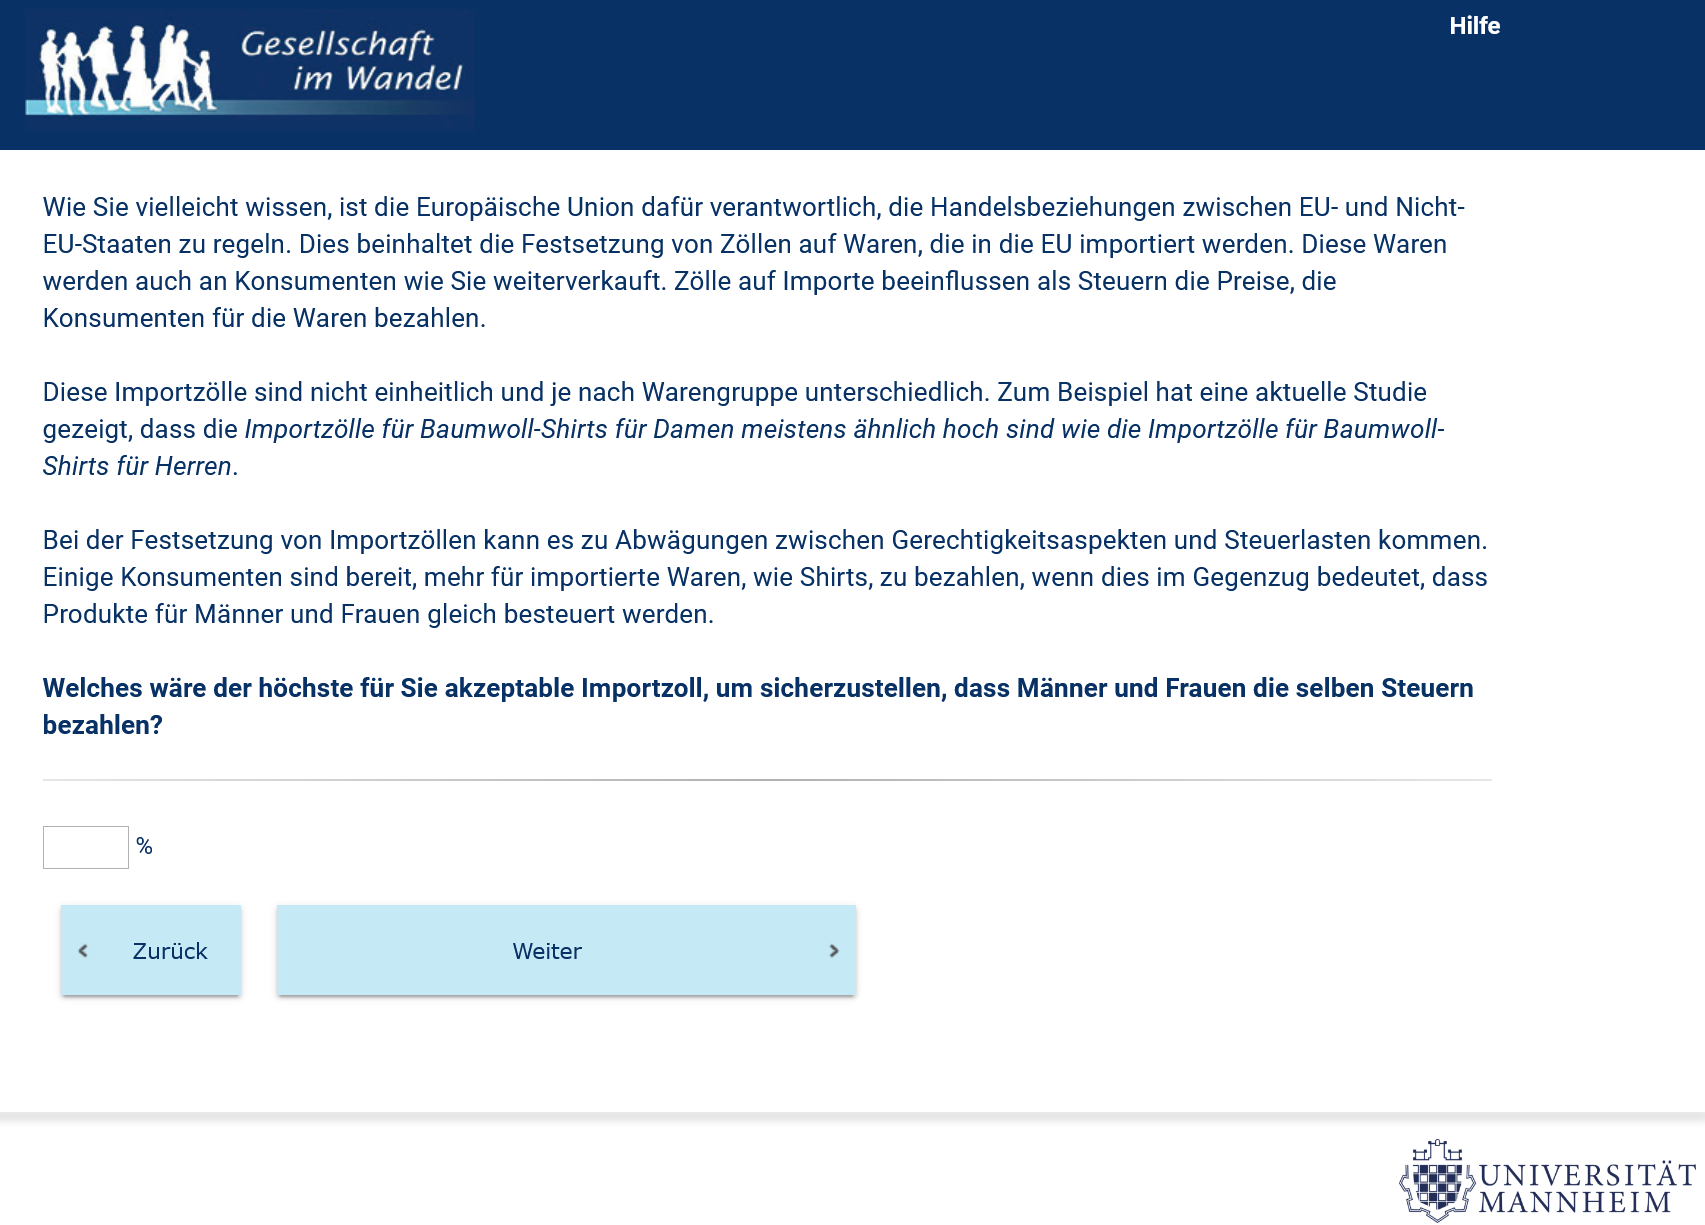 Gesellschaft
im Wandel
Hilfe
Wie Sie vielleicht wissen, ist die Europäische Union dafür verantwortlich, die Handelsbeziehungen zwischen EU- und Nicht-
EU-Staaten zu regeln. Dies beinhaltet die Festsetzung von Zöllen auf Waren, die in die EU importiert werden. Diese Waren
werden auch an Konsumenten wie Sie weiterverkauft. Zölle auf Importe beeinflussen als Steuern die Preise, die
Konsumenten für die Waren bezahlen.
Diese Importzölle sind nicht einheitlich und je nach Warengruppe unterschiedlich. Zum Beispiel hat eine aktuelle Studie
gezeigt, dass die Importzölle für Baumwoll-Shirts für Damen meistens ähnlich hoch sind wie die Importzölle für Baumwoll-
Shirts für Herren.
Bei der Festsetzung von Importzöllen kann es zu Abwägungen zwischen Gerechtigkeitsaspekten und Steuerlasten kommen.
Einige Konsumenten sind bereit, mehr für importierte Waren, wie Shirts, zu bezahlen, wenn dies im Gegenzug bedeutet, dass
Produkte für Männer und Frauen gleich besteuert werden.
Welches wäre der höchste für Sie akzeptable Importzoll, um sicherzustellen, dass Männer und Frauen die selben Steuern
bezahlen?
%
Zurück
Weiter
UNIVERSITÄT
MANNHEIM